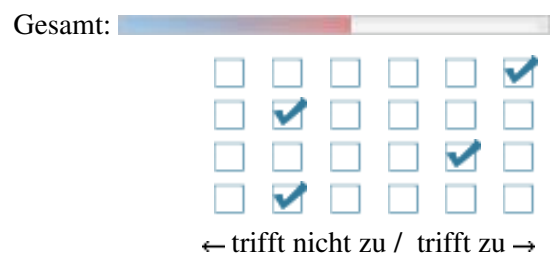 Gesamt:
← trifft nicht zu / trifft zu →